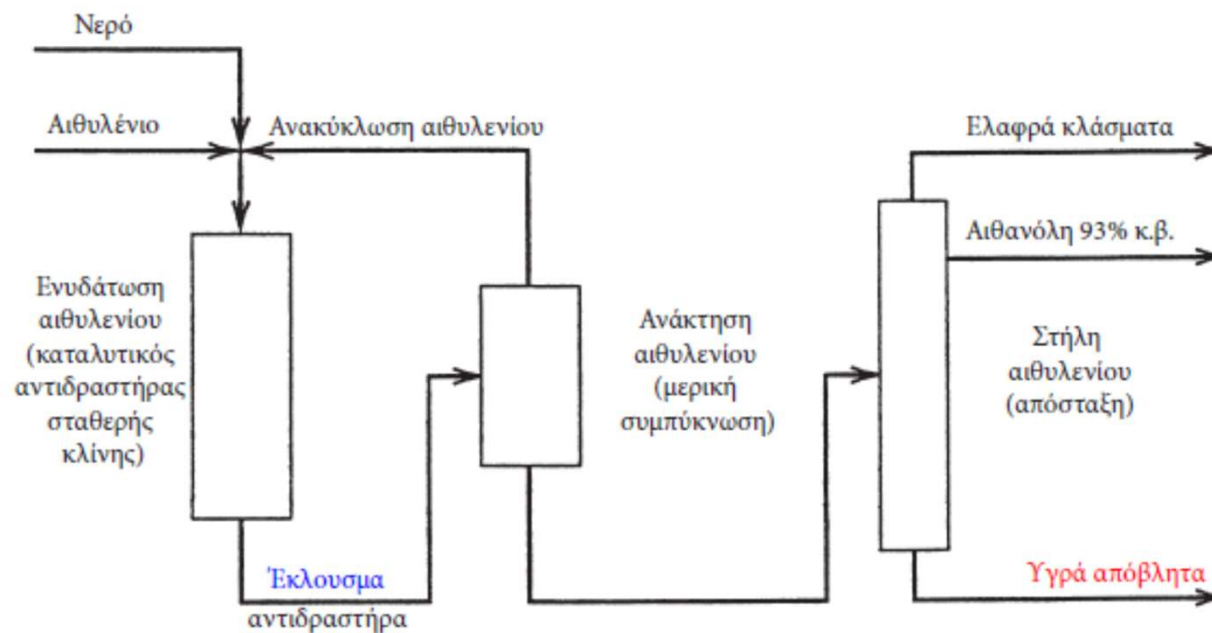 Νερό
Αιθυλένιο
Ανακύκλωση αιθυλενίου
Ελαφρά κλάσματα
Αιθανόλη 93% κ.β.
Ενυδάτωση
αιθυλενίου
(καταλυτικός
αντιδραστήρας
σταθερής
κλίνης)
Ανάκτηση
αιθυλενίου
(μερική
συμπύκνωση)
Στήλη
αιθυλενίου
(απόσταξη)
Έκλουσμα
αντιδραστήρα
Υγρά απόβλητα